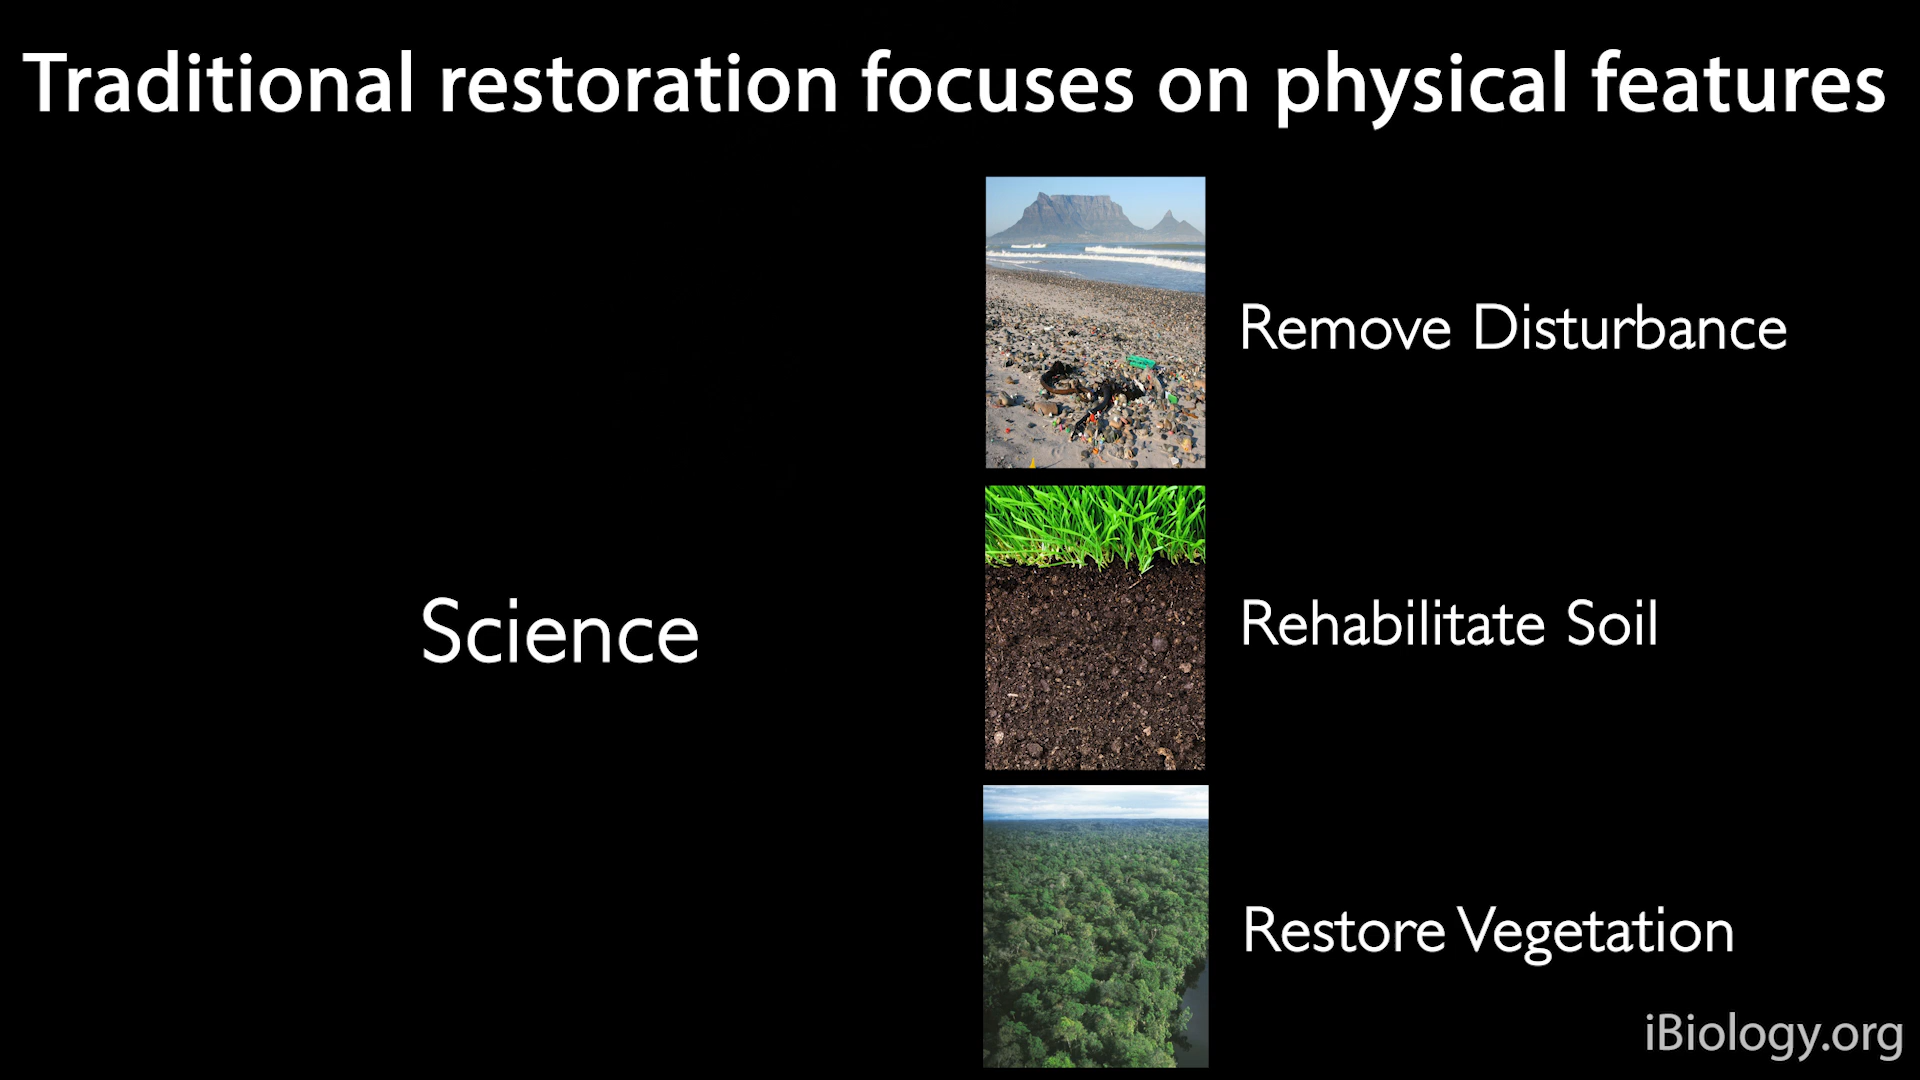 Traditional restoration focuses on physical features
Remove Disturbance
Science
Rehabilitate Soil
Restore Vegetation
iBiology.org